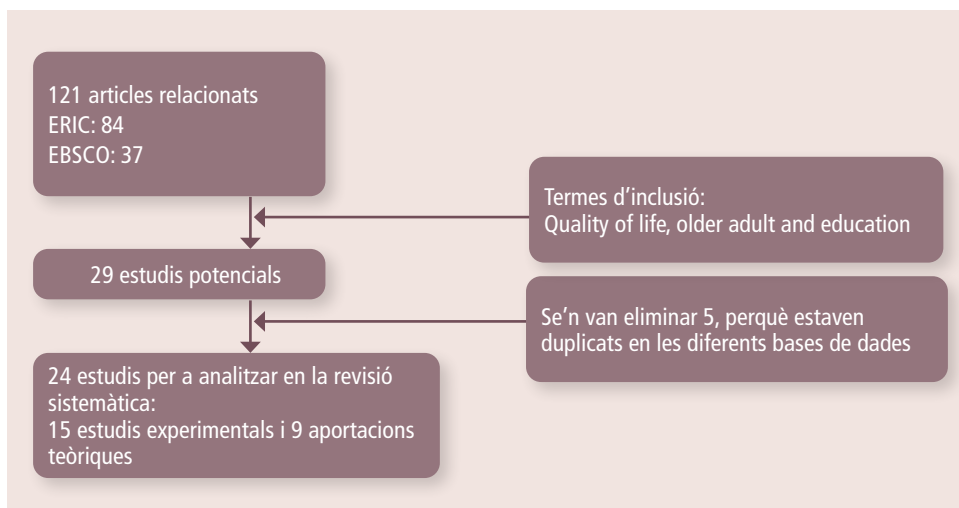 121 articles relacionats
ERIC: 84
EBSCO: 37
Termes d’inclusió:
Quality of life, older adult and education
29 estudis potencials
Se’n van eliminar 5, perquè estaven
duplicats en les diferents bases de dades
24 estudis per a analitzar en la revisió
sistemàtica:
15 estudis experimentals i 9 aportacions
teòriques